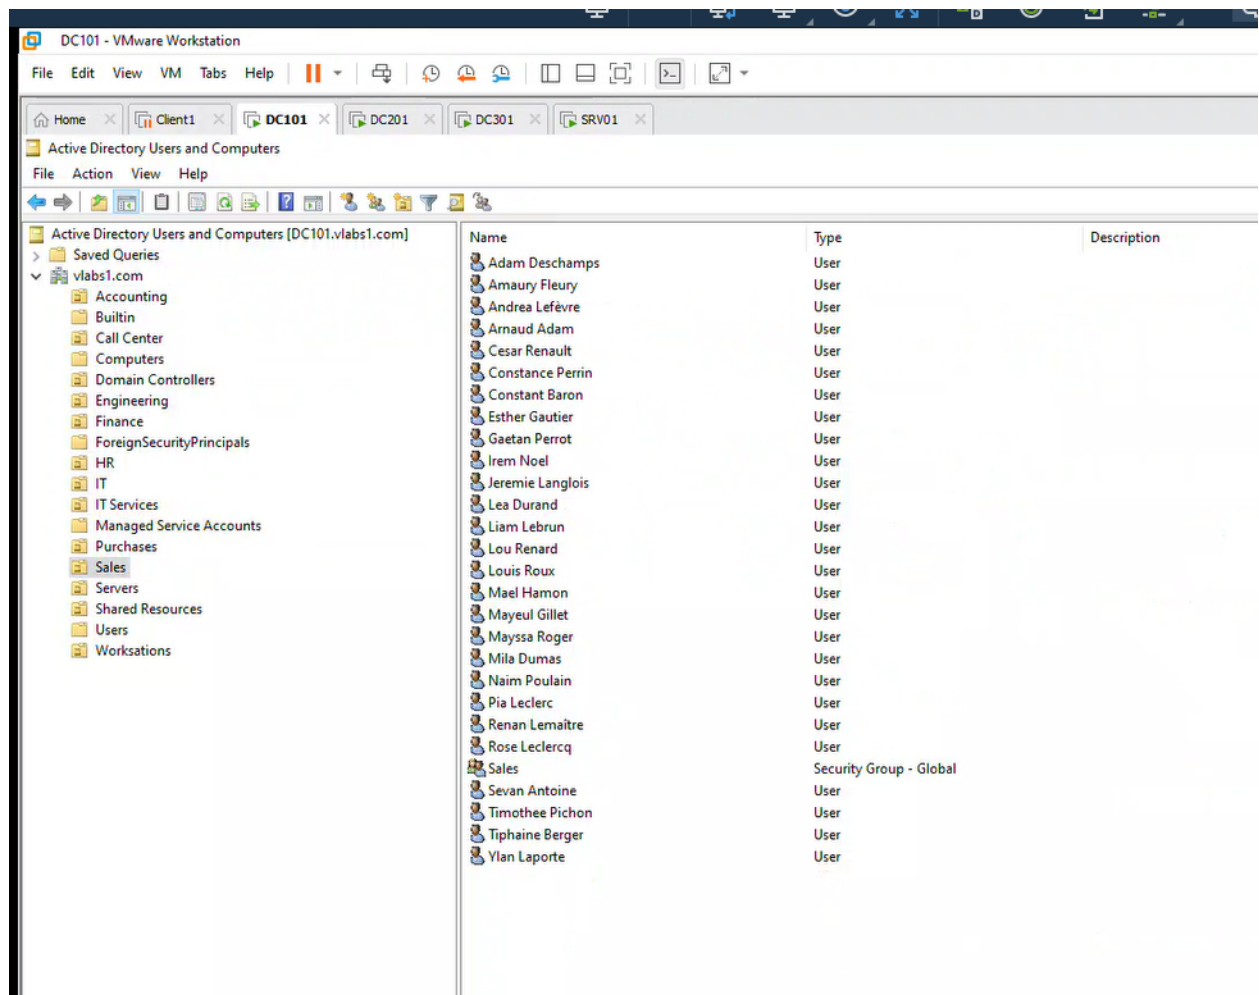 DC101 - VMware Workstation
File Edit View VM Tabs Help
Home Client1 DC101 DC201 DC301 SRV01
Active Directory Users and Computers
File Action View Help
Active Directory Users and Computers [DC101.vlabs1.com]
Saved Queries
vlabs1.com
Accounting
Builtin
Call Center
Computers
Domain Controllers
Engineering
Finance
ForeignSecurityPrincipals
HR
IT
IT Services
Managed Service Accounts
Purchases
Sales
Servers
Shared Resources
Users
Worksations
Name Type Description
Adam Deschamps User
Amaury Fleury User
Andrea Lefèvre User
Arnaud Adam User
Cesar Renault User
Constance Perrin User
Constant Baron User
Esther Gautier User
Gaetan Perrot User
Irem Noel User
Jeremie Langlois User
Lea Durand User
Liam Lebrun User
Lou Renard User
Louis Roux User
Mael Hamon User
Mayeul Gillet User
Mayssa Roger User
Mila Dumas User
Naim Poulain User
Pia Leclerc User
Renan Lemaître User
Rose Leclercq User
Sales Security Group - Global
Sevan Antoine User
Timothee Pichon User
Tiphaine Berger User
Ylan Laporte User